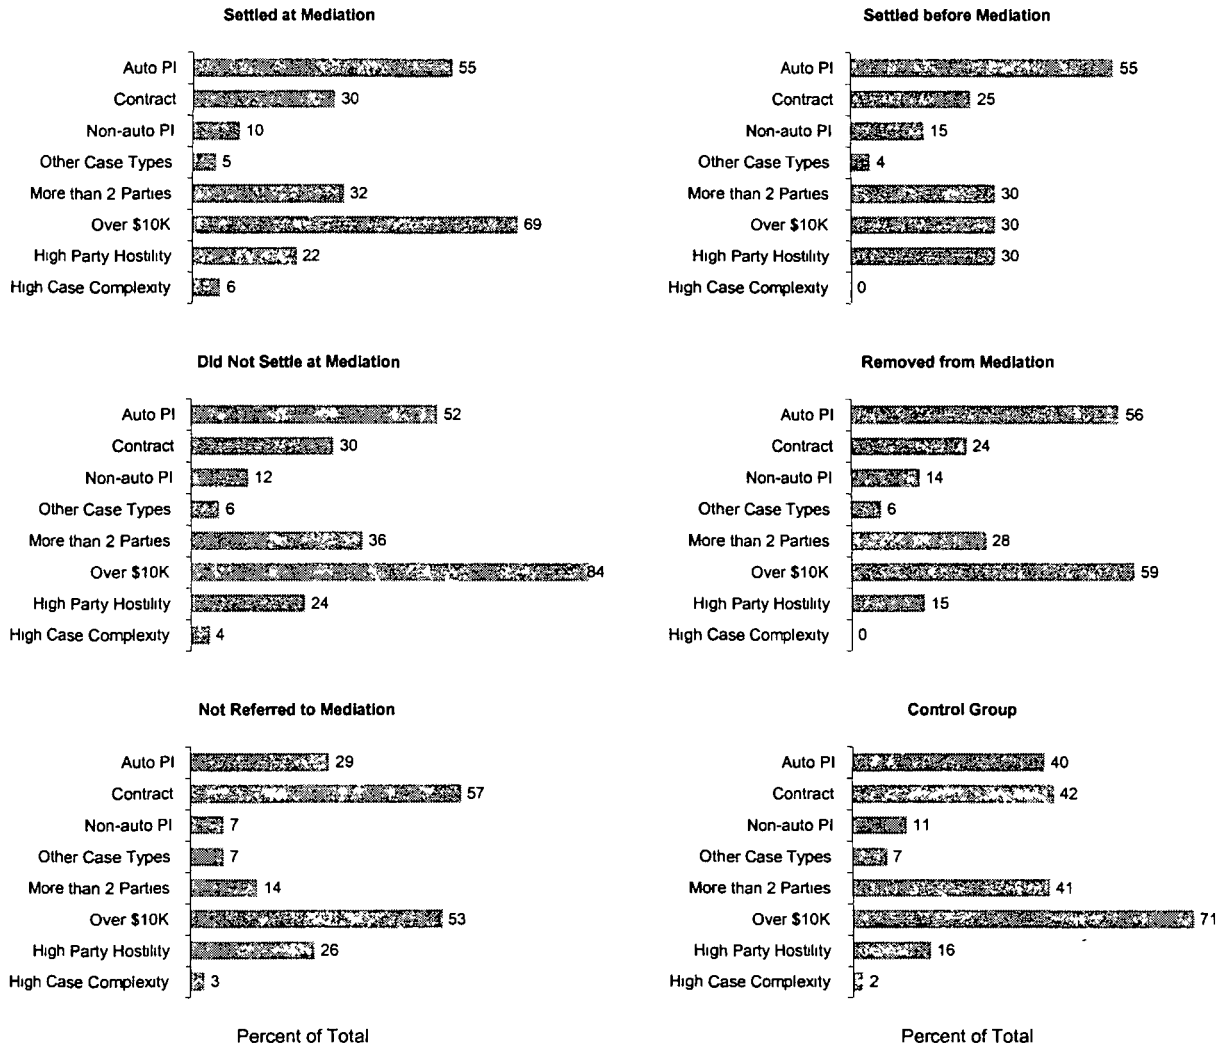 Settled at Mediation
Auto PI 55
Contract 30
Non-auto PI 10
Other Case Types 5
More than 2 Parties 32
Over $10K 69
High Party Hostility 22
High Case Complexity 6
Settled before Mediation
Auto PI 55
Contract 25
Non-auto PI 15
Other Case Types 4
More than 2 Parties 30
Over $10K 30
High Party Hostility 30
High Case Complexity 0
Did Not Settle at Mediation
Auto PI 52
Contract 30
Non-auto PI 12
Other Case Types 6
More than 2 Parties 36
Over $10K 84
High Party Hostility 24
High Case Complexity 4
Removed from Mediation
Auto PI 56
Contract 24
Non-auto PI 14
Other Case Types 6
More than 2 Parties 28
Over $10K 59
High Party Hostility 15
High Case Complexity 0
Not Referred to Mediation
Auto PI 29
Contract 57
Non-auto PI 7
Other Case Types 7
More than 2 Parties 14
Over $10K 53
High Party Hostility 26
High Case Complexity 3
Percent of Total
Control Group
Auto PI 40
Contract 42
Non-auto PI 11
Other Case Types 7
More than 2 Parties 41
Over $10K 71
High Party Hostility 16
High Case Complexity 2
Percent of Total